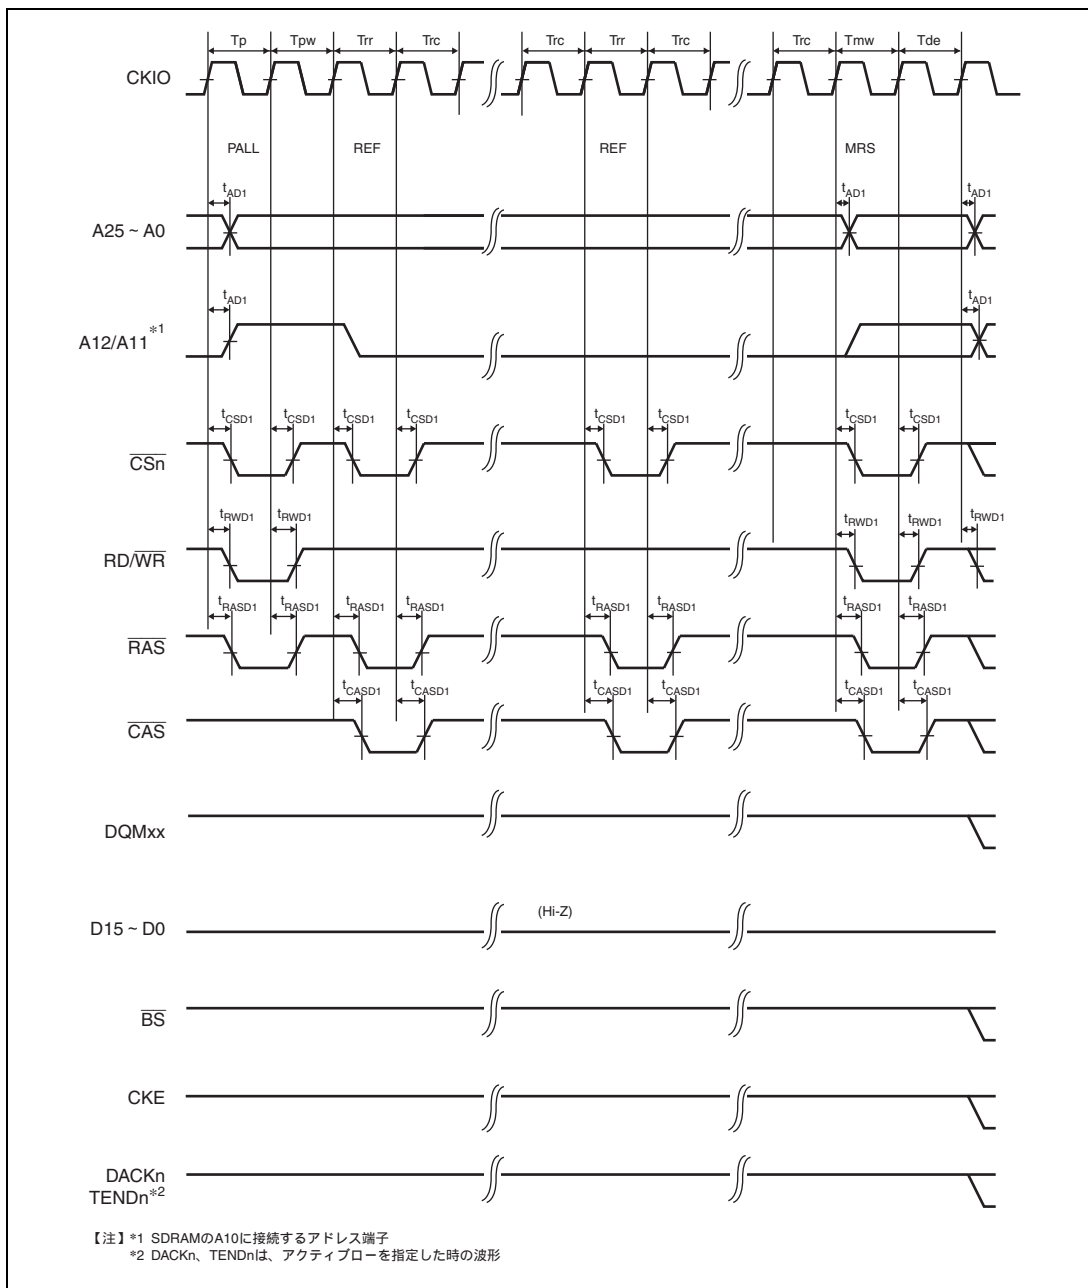 Tp Tpw Trr Trc Trc Trr Trc Trc Tmw Tde
CKIO
PALL REF REF MRS
tAD1 tAD1 tAD1
A25 ~ A0
tAD1 tAD1
A12/A11*1
tCSD1 tCSD1 tCSD1 tCSD1 tCSD1 tCSD1 tCSD1 tCSD1
CSn
tRWD1 tRWD1 tRWD1 tRWD1 tRWD1
RD/WR
tRASD1 tRASD1 tRASD1 tRASD1 tRASD1 tRASD1 tRASD1 tRASD1
RAS
tCASD1 tCASD1 tCASD1 tCASD1 tCASD1 tCASD1
CAS
DQMxx
(Hi-Z)
D15 ~ D0
BS
CKE
DACKn
TENDn*2
【注】*1 SDRAMのA10に接続するアドレス端子
*2 DACKn、TENDnは、アクティブローを指定した時の波形